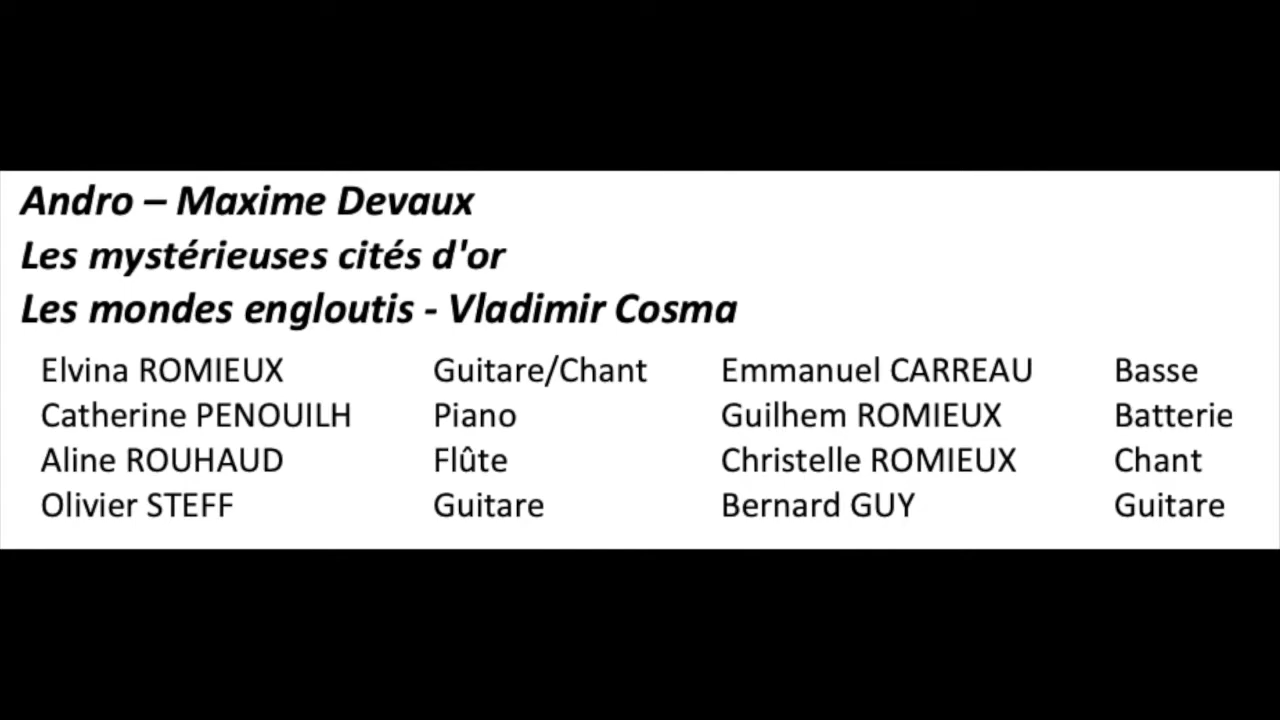 Andro – Maxime Devaux
Les mystérieuses cités d'or
Les mondes engloutis - Vladimir Cosma
Elvina ROMIEUX Guitare/Chant Emmanuel CARREAU Basse
Catherine PENOUILH Piano Guilhem ROMIEUX Batterie
Aline ROUHAUD Flûte Christelle ROMIEUX Chant
Olivier STEFF Guitare Bernard GUY Guitare